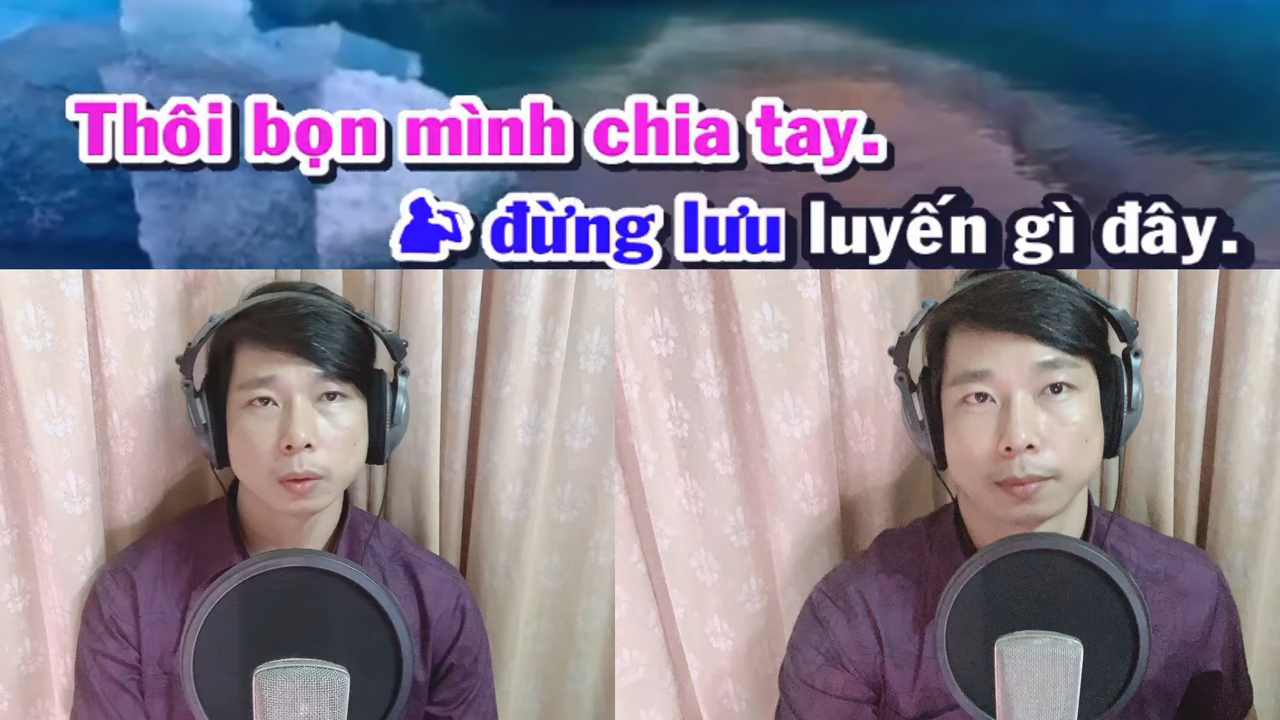 Thôi bọn mình chia tay.
đừng lưu luyến gì đây.